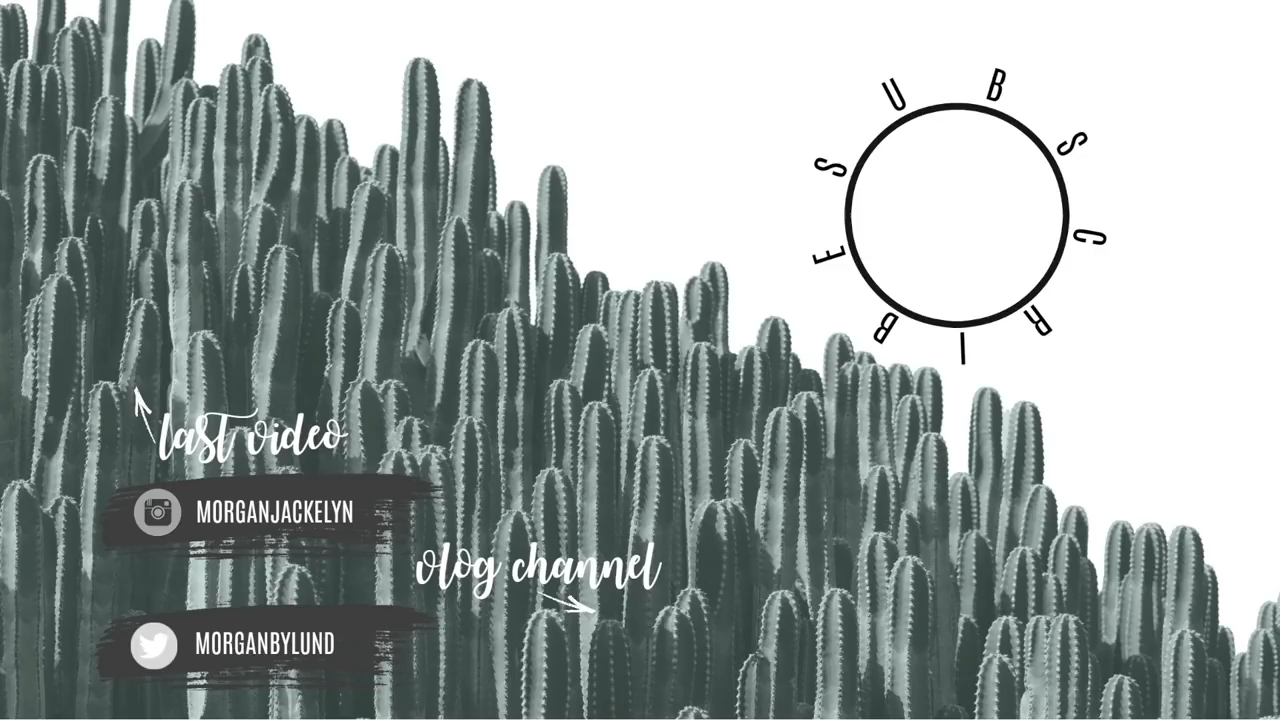 SUBSCRIBE
last video
MORGANJACKELYN
vlog channel
MORGANBYLUND